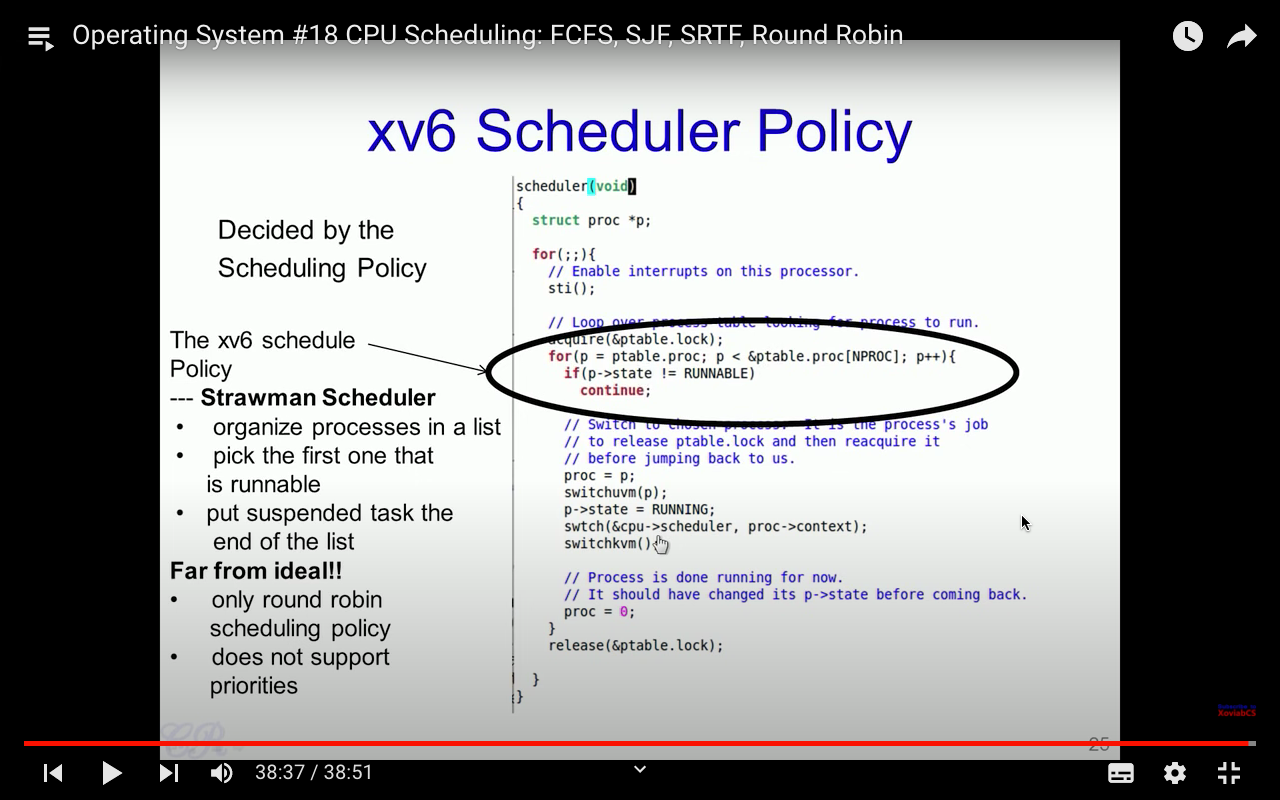 Operating System #18 CPU Scheduling: FCFS, SJF, SRTF, Round Robin
xv6 Scheduler Policy
Decided by the
Scheduling Policy
The xv6 schedule
Policy
--- Strawman Scheduler
• organize processes in a list
• pick the first one that
is runnable
• put suspended task the
end of the list
Far from ideal!!
• only round robin
scheduling policy
• does not support
priorities
scheduler(void)
{
struct proc *p;
for(;;){
// Enable interrupts on this processor.
sti();
// Loop over process table looking for process to run.
acquire(&ptable.lock);
for(p = ptable.proc; p < &ptable.proc[NPROC]; p++){
if(p->state != RUNNABLE)
continue;
// Switch to chosen process. It is the process's job
// to release ptable.lock and then reacquire it
// before jumping back to us.
proc = p;
switchuvm(p);
p->state = RUNNING;
swtch(&cpu->scheduler, proc->context);
switchkvm();
// Process is done running for now.
// It should have changed its p->state before coming back.
proc = 0;
}
release(&ptable.lock);
}
}
XoviabCS
25
38:37 / 38:51